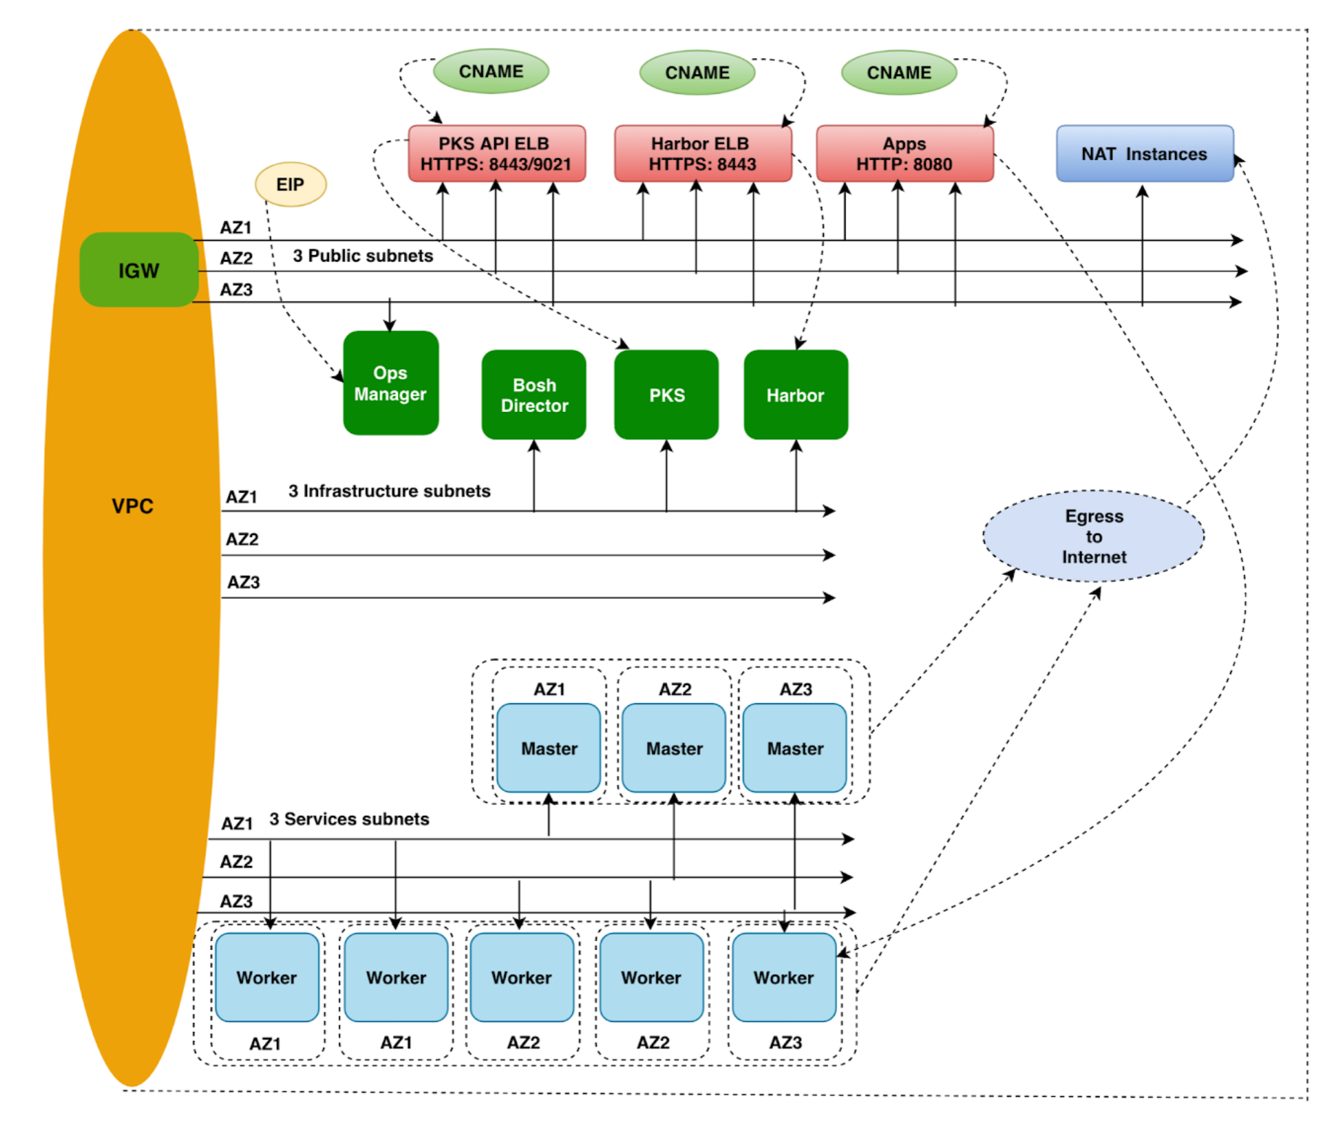 CNAME
CNAME
CNAME
PKS API ELB
HTTPS: 8443/9021
Harbor ELB
HTTPS: 8443
Apps
HTTP: 8080
NAT Instances
EIP
AZ1
AZ2
3 Public subnets
AZ3
IGW
Ops
Manager
Bosh
Director
PKS
Harbor
VPC
AZ1
3 Infrastructure subnets
AZ2
AZ3
Egress
to
Internet
AZ1
AZ2
AZ3
Master
Master
Master
AZ1
3 Services subnets
AZ2
AZ3
Worker
Worker
Worker
Worker
Worker
AZ1
AZ1
AZ2
AZ2
AZ3